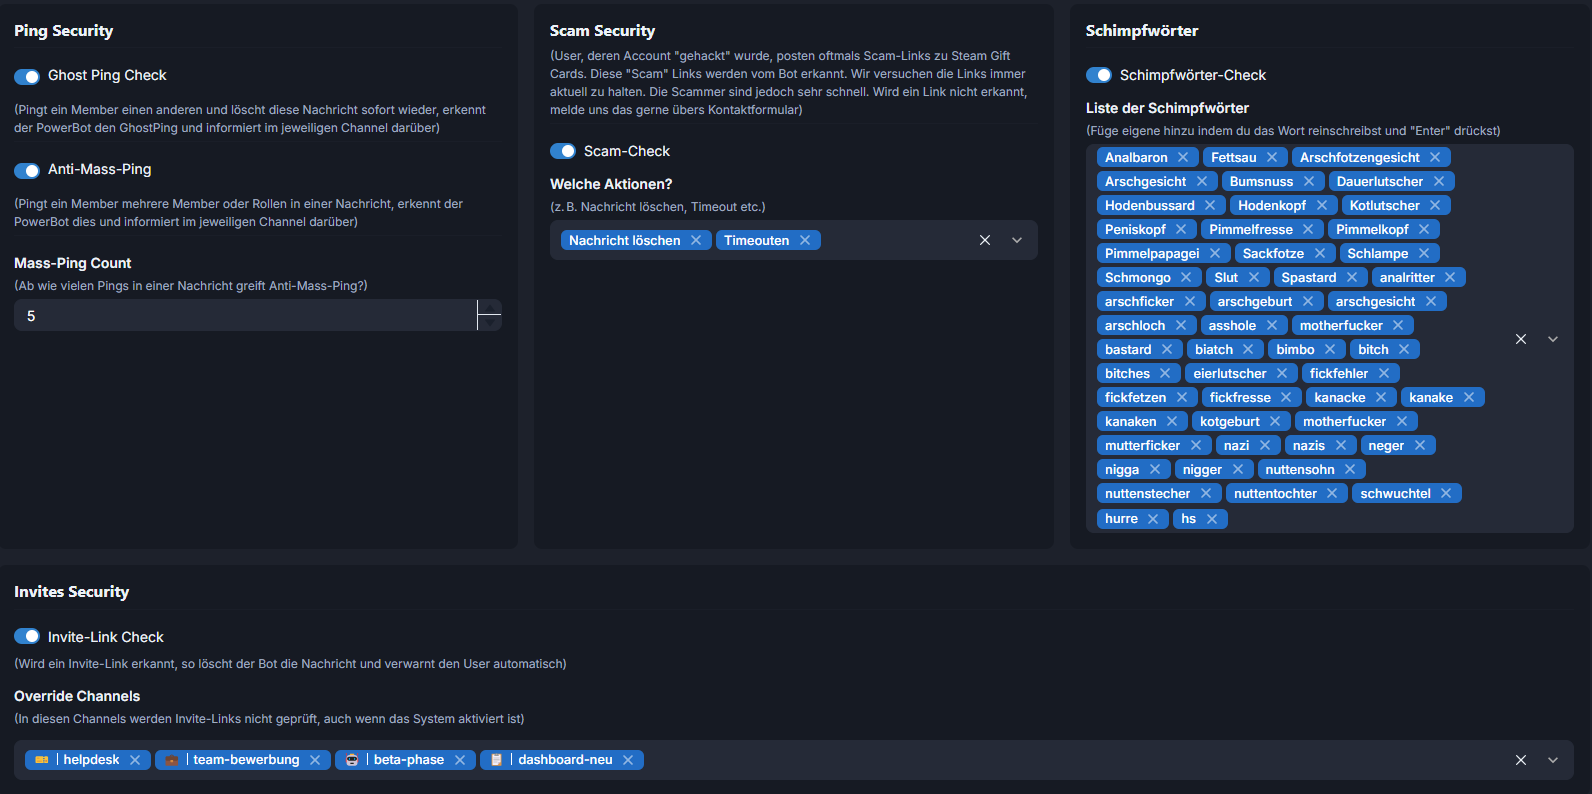 Ping Security
Ghost Ping Check
(Pingt ein Member einen anderen und löscht diese Nachricht sofort wieder, erkennt
der PowerBot den GhostPing und informiert im jeweiligen Channel darüber)
Anti-Mass-Ping
(Pingt ein Member mehrere Member oder Rollen in einer Nachricht, erkennt der
PowerBot dies und informiert im jeweiligen Channel darüber)
Mass-Ping Count
(Ab wie vielen Pings in einer Nachricht greift Anti-Mass-Ping?)
5
Scam Security
(User, deren Account "gehackt" wurde, posten oftmals Scam-Links zu Steam Gift
Cards. Diese "Scam" Links werden vom Bot erkannt. Wir versuchen die Links immer
aktuell zu halten. Die Scammer sind jedoch sehr schnell. Wird ein Link nicht erkannt,
melde uns das gerne übers Kontaktformular)
Scam-Check
Welche Aktionen?
(z. B. Nachricht löschen, Timeout etc.)
Nachricht löschen Timeouten
Schimpfwörter
Schimpfwörter-Check
Liste der Schimpfwörter
(Füge eigene hinzu indem du das Wort reinschreibst und "Enter" drückst)
Analbaron Fettsau Arschfotzengesicht
Arschgesicht Bumsnuss Dauerlutscher
Hodenbussard Hodenkopf Kotlutscher
Peniskopf Pimmelfresse Pimmelkopf
Pimmelpapagei Sackfotze Schlampe
Schmongo Slut Spastard analritter
arschficker arschgeburt arschgesicht
arschloch asshole motherfucker
bastard biatch bimbo bitch
bitches eierlutscher fickfehler
fickfetzen fickfresse kanacke kanake
kanaken kotgeburt motherfucker
mutterficker nazi nazis neger
nigga nigger nuttensohn
nuttenstecher nuttentochter schwuchtel
hurre hs
Invites Security
Invite-Link Check
(Wird ein Invite-Link erkannt, so löscht der Bot die Nachricht und verwarnt den User automatisch)
Override Channels
(In diesen Channels werden Invite-Links nicht geprüft, auch wenn das System aktiviert ist)
🎫 | helpdesk 💼 | team-bewerbung 🤖 | beta-phase 📋 | dashboard-neu